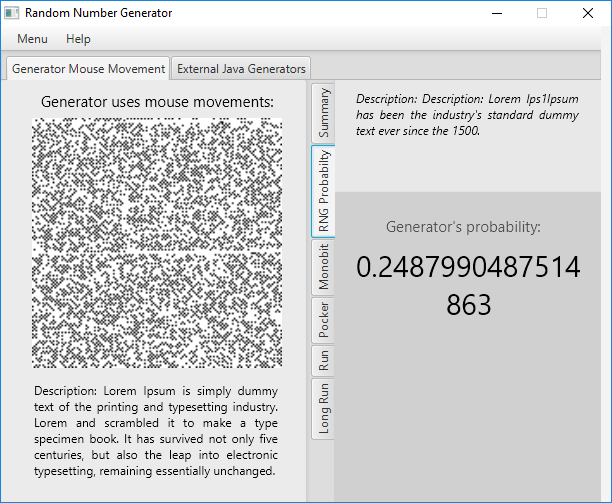 Random Number Generator
Menu Help
Generator Mouse Movement External Java Generators
Generator uses mouse movements:
Description: Lorem Ipsum is simply dummy
text of the printing and typesetting industry.
Lorem and scrambled it to make a type
specimen book. It has survived not only five
centuries, but also the leap into electronic
typesetting, remaining essentially unchanged.
Summary
RNG Probabilty
Monobit
Pocker
Run
Long Run
Description: Description: Lorem Ips1Ipsum
has been the industry's standard dummy
text ever since the 1500.
Generator's probability:
0.2487990487514
863